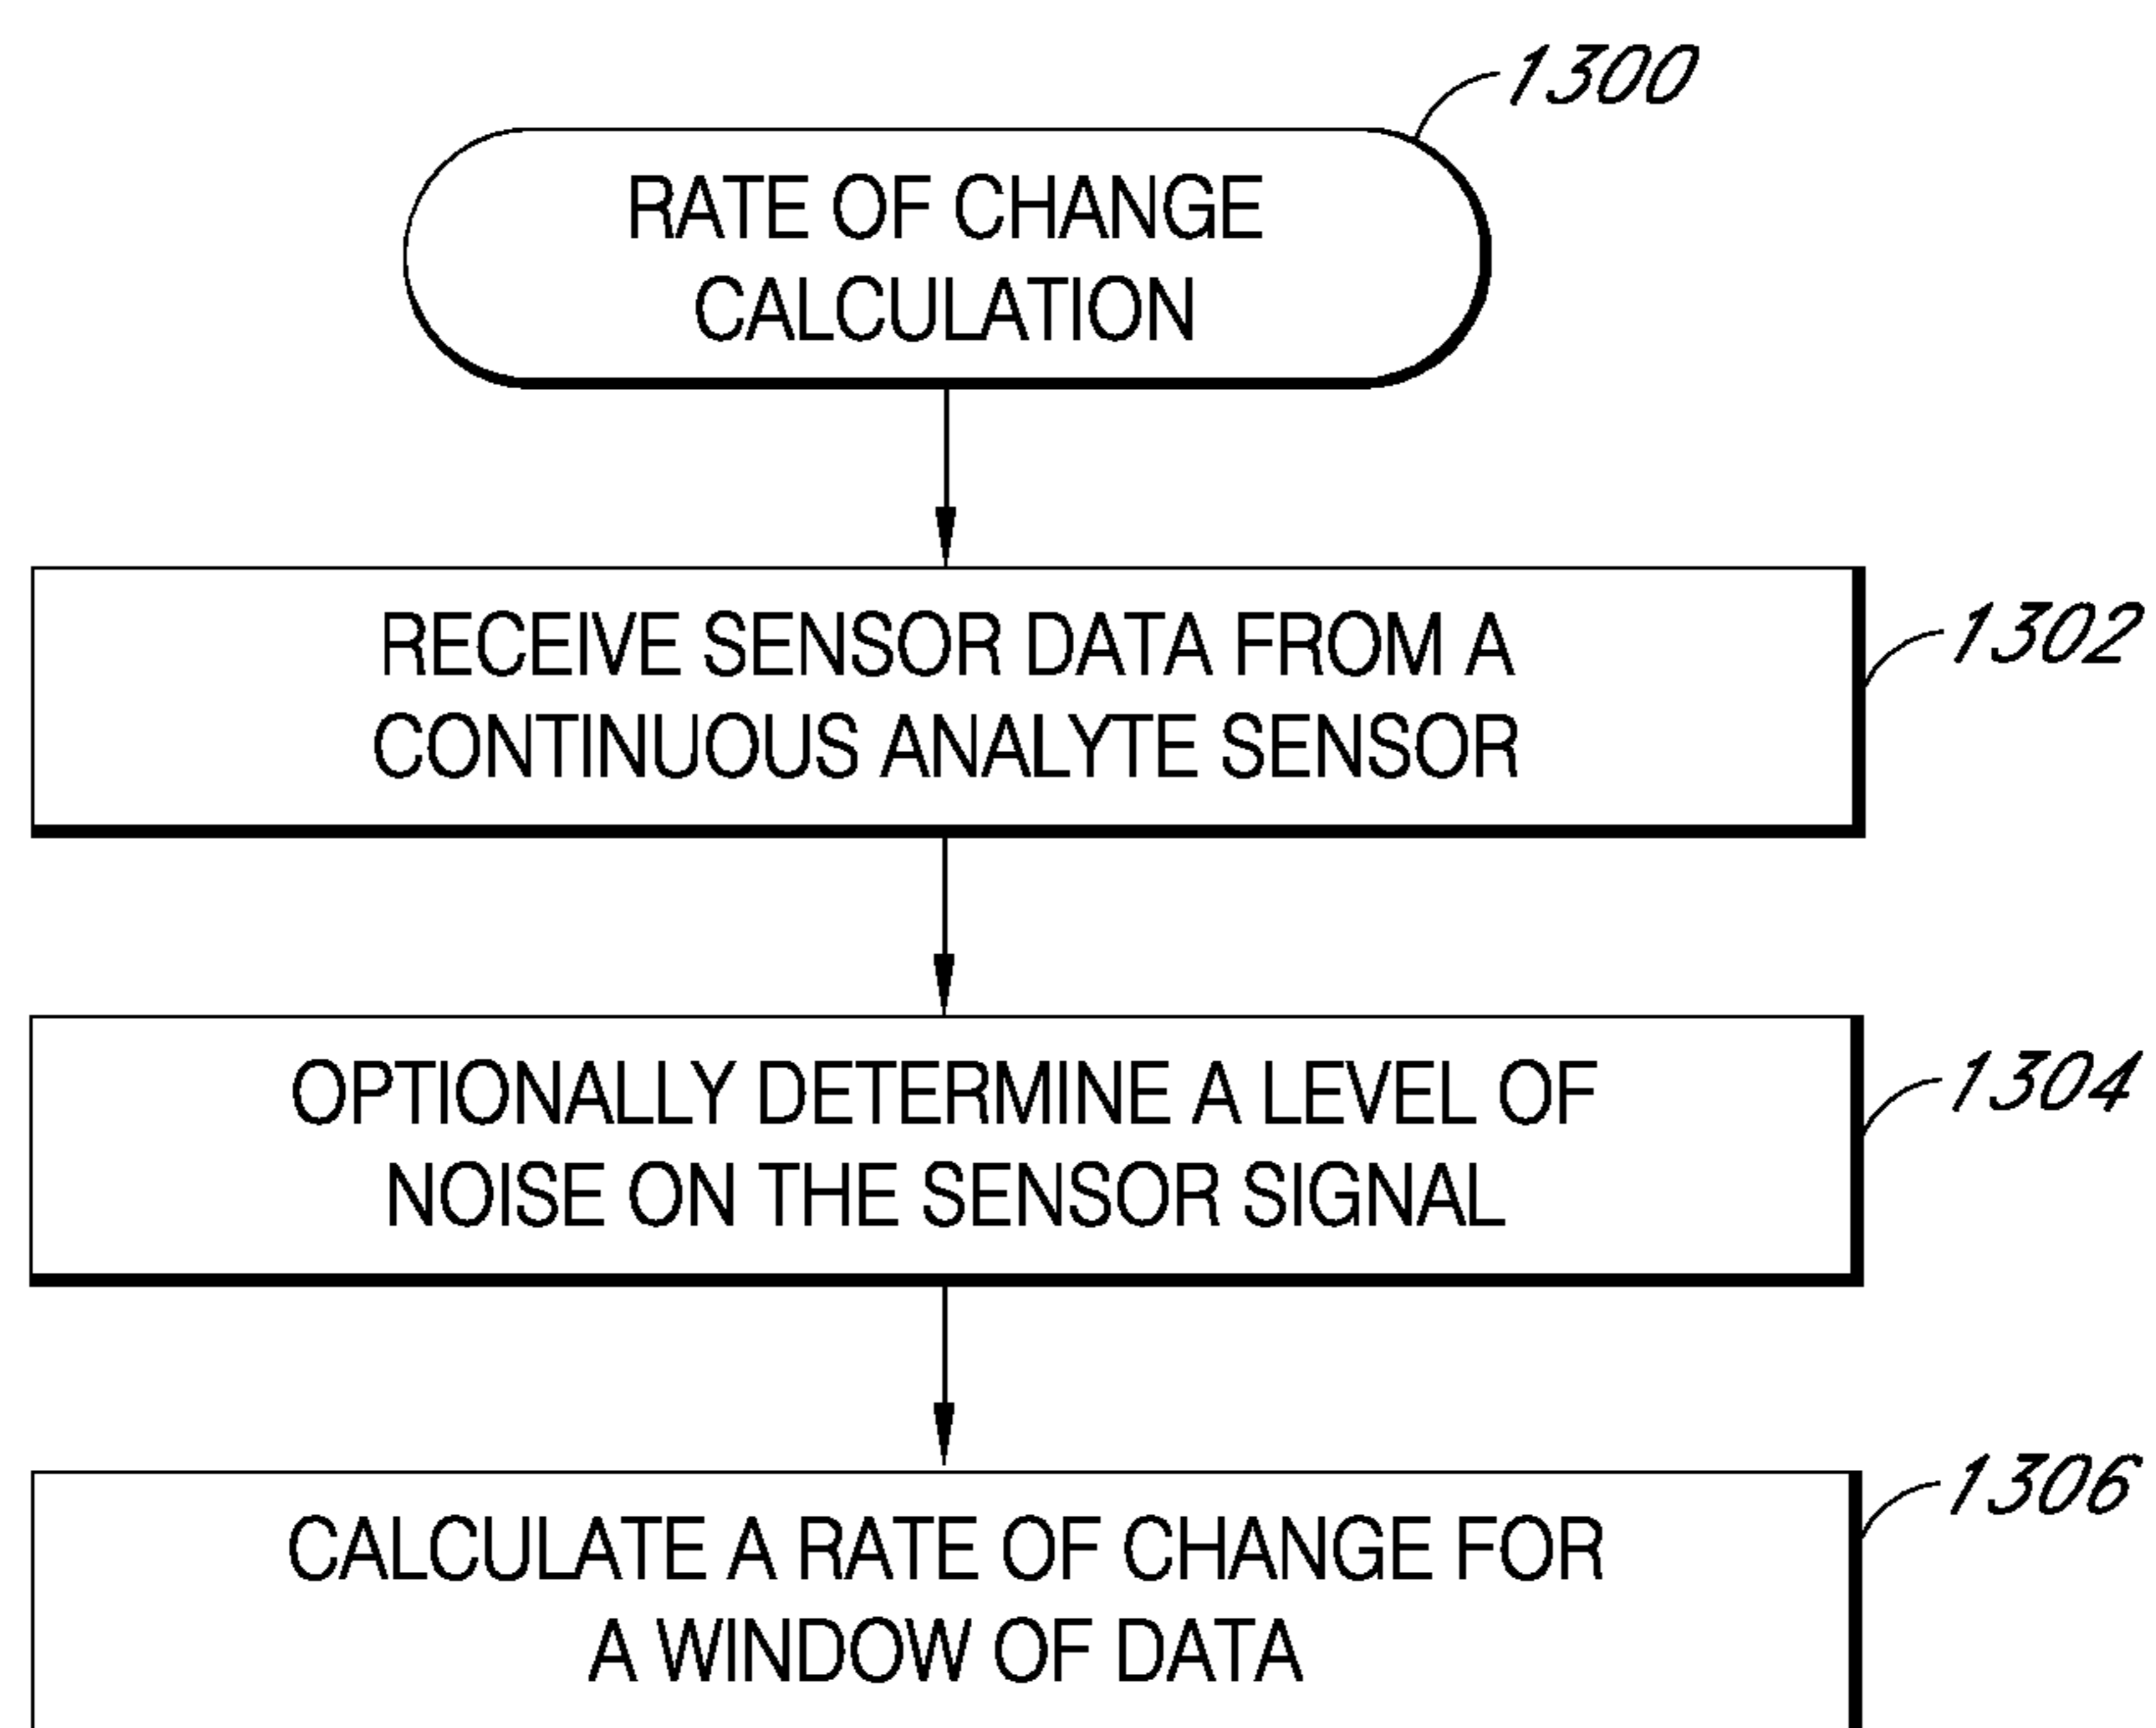 1300
RATE OF CHANGE
CALCULATION
RECEIVE SENSOR DATA FROM A
CONTINUOUS ANALYTE SENSOR
1302
OPTIONALLY DETERMINE A LEVEL OF
NOISE ON THE SENSOR SIGNAL
1304
CALCULATE A RATE OF CHANGE FOR
A WINDOW OF DATA
1306